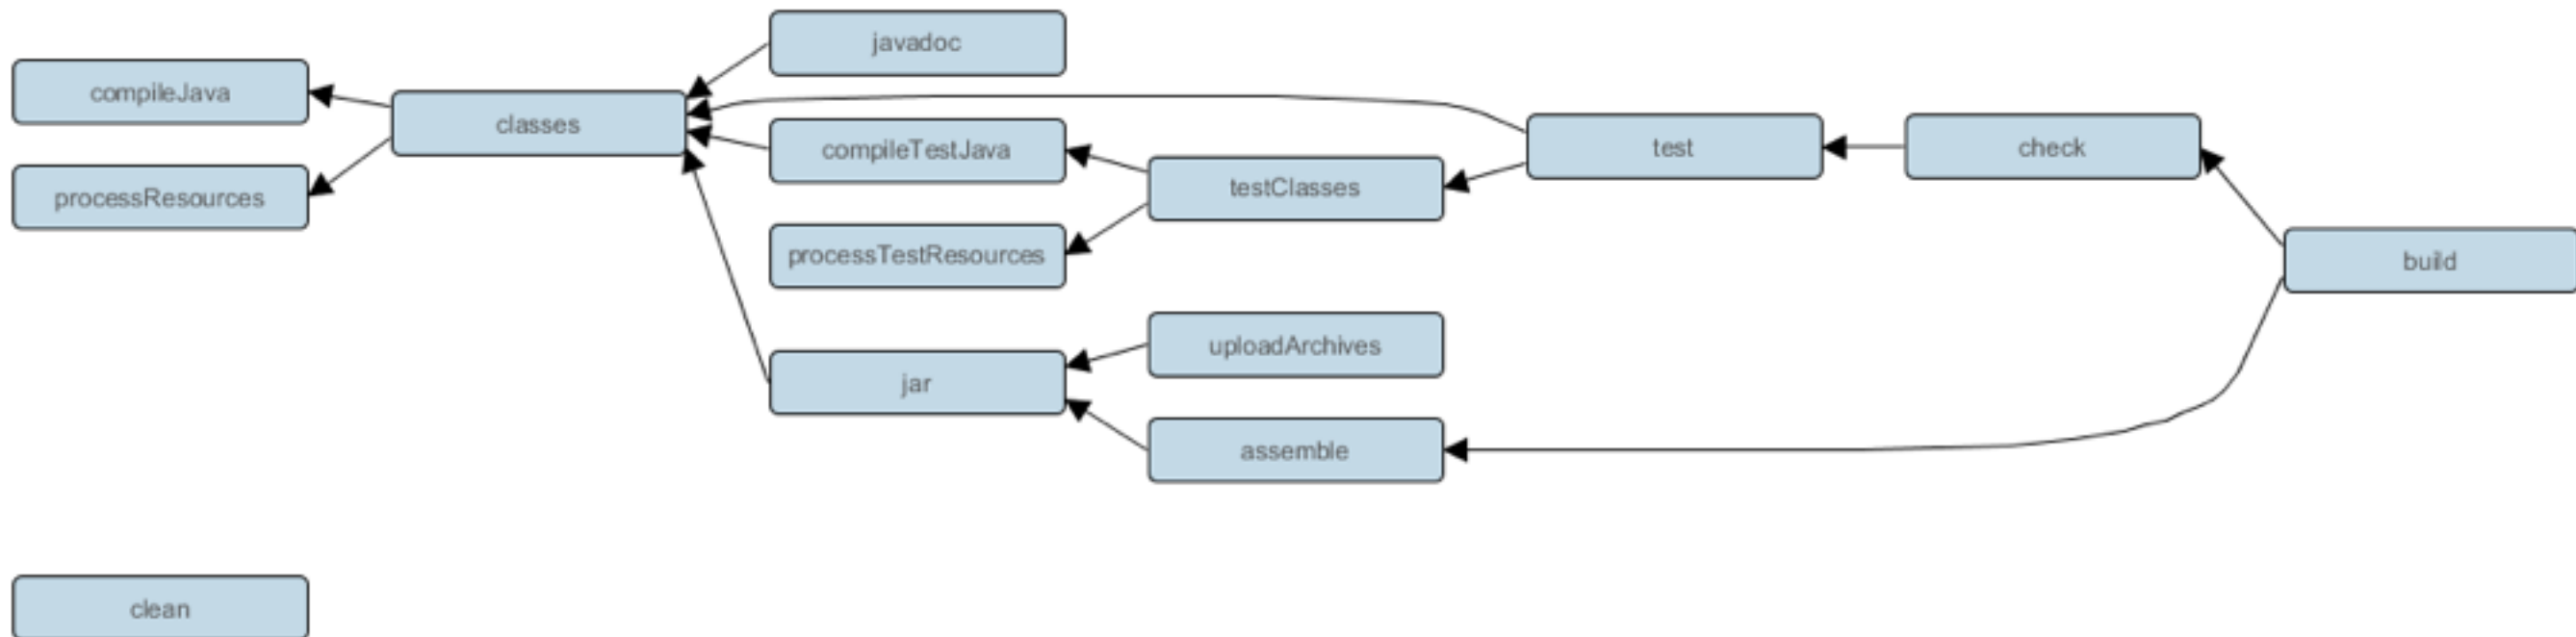 javadoc
compileJava
classes
compileTestJava
test
check
testClasses
processResources
processTestResources
build
uploadArchives
jar
assemble
clean